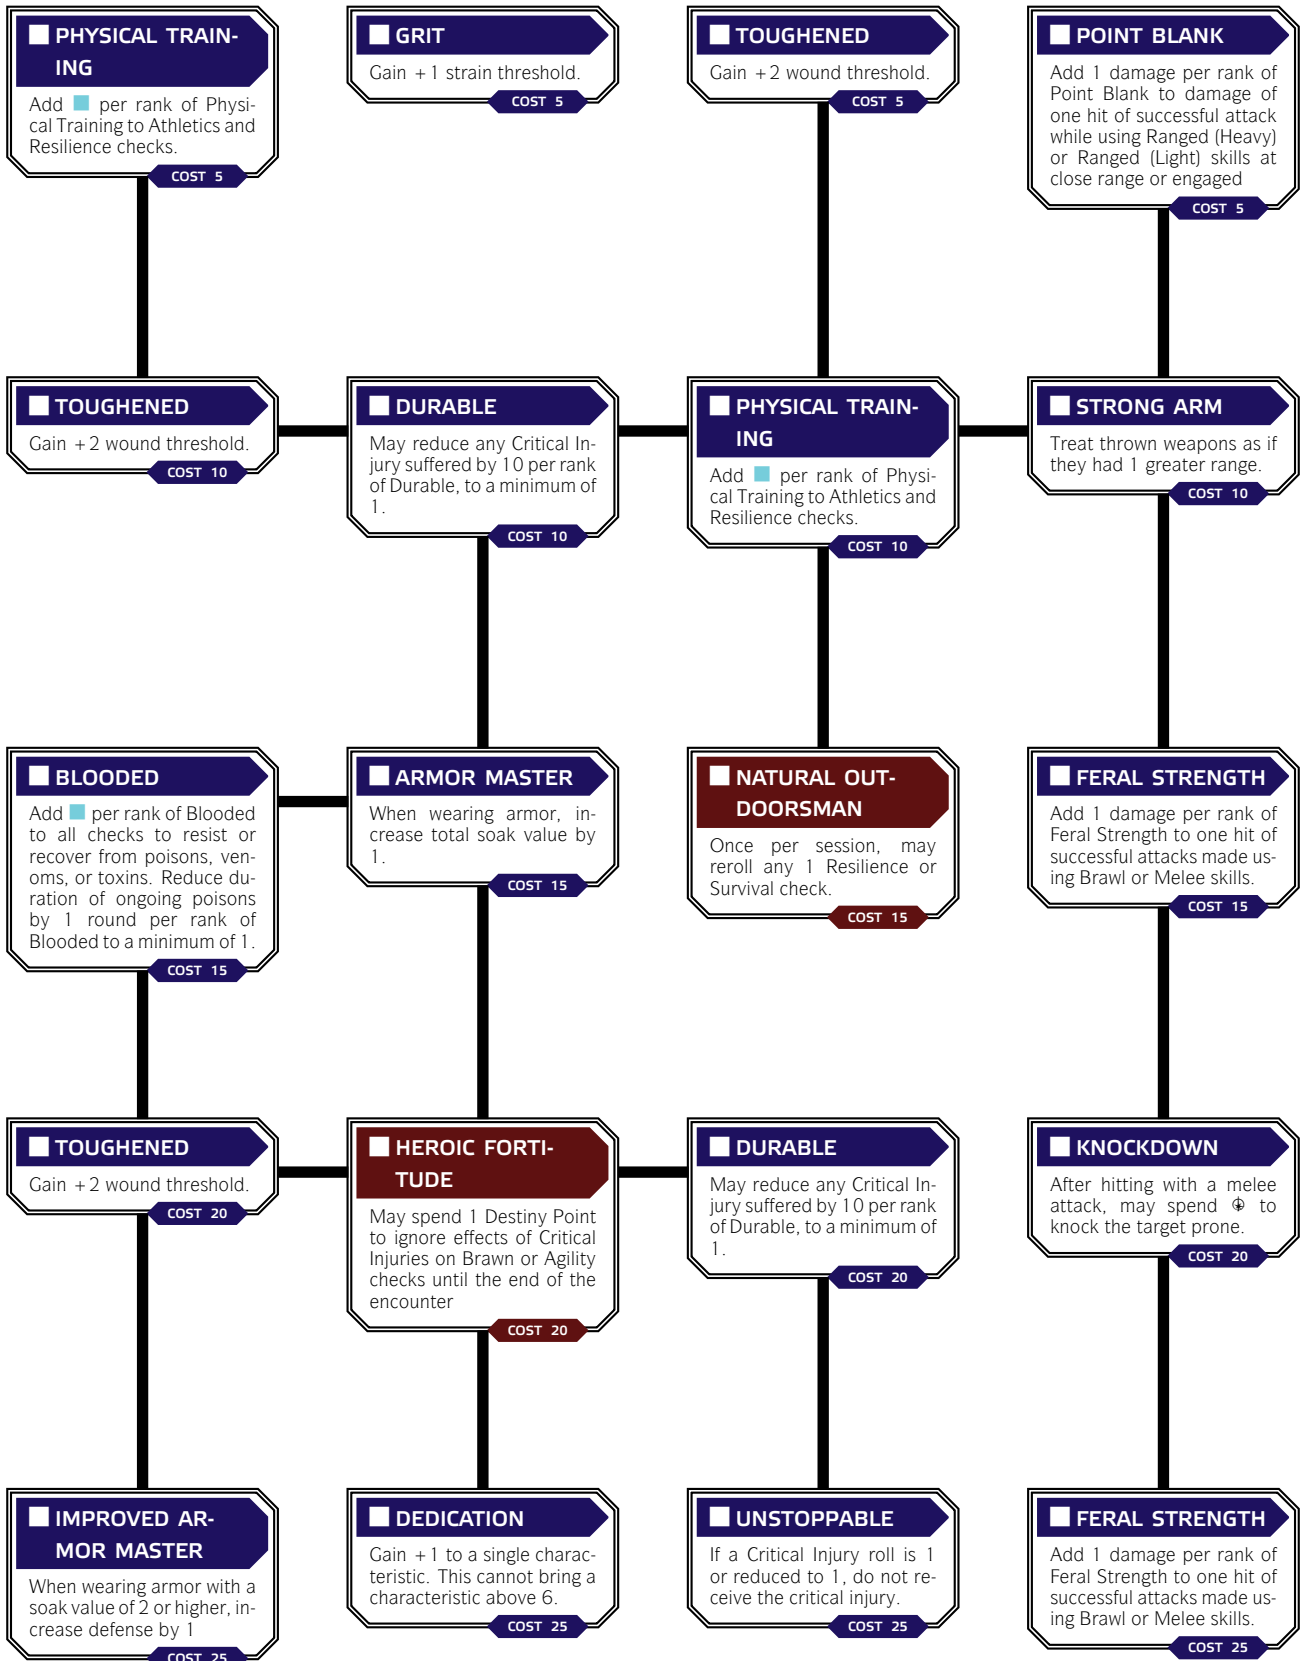 PHYSICAL TRAIN-
ING
Add per rank of Physi-
cal Training to Athletics and
Resilience checks.
COST 5
GRIT
Gain +1 strain threshold.
COST 5
TOUGHENED
Gain +2 wound threshold.
COST 5
POINT BLANK
Add 1 damage per rank of
Point Blank to damage of
one hit of successful attack
while using Ranged (Heavy)
or Ranged (Light) skills at
close range or engaged
COST 5
TOUGHENED
Gain +2 wound threshold.
COST 10
DURABLE
May reduce any Critical In-
jury suffered by 10 per rank
of Durable, to a minimum of
1.
COST 10
PHYSICAL TRAIN-
ING
Add per rank of Physi-
cal Training to Athletics and
Resilience checks.
COST 10
STRONG ARM
Treat thrown weapons as if
they had 1 greater range.
COST 10
BLOODED
Add per rank of Blooded
to all checks to resist or
recover from poisons, ven-
oms, or toxins. Reduce du-
ration of ongoing poisons
by 1 round per rank of
Blooded to a minimum of 1.
COST 15
ARMOR MASTER
When wearing armor, in-
crease total soak value by
1.
COST 15
NATURAL OUT-
DOORSMAN
Once per session, may
reroll any 1 Resilience or
Survival check.
COST 15
FERAL STRENGTH
Add 1 damage per rank of
Feral Strength to one hit of
successful attacks made us-
ing Brawl or Melee skills.
COST 15
TOUGHENED
Gain +2 wound threshold.
COST 20
HEROIC FORTI-
TUDE
May spend 1 Destiny Point
to ignore effects of Critical
Injuries on Brawn or Agility
checks until the end of the
encounter
COST 20
DURABLE
May reduce any Critical In-
jury suffered by 10 per rank
of Durable, to a minimum of
1.
COST 20
KNOCKDOWN
After hitting with a melee
attack, may spend to
knock the target prone.
COST 20
IMPROVED AR-
MOR MASTER
When wearing armor with a
soak value of 2 or higher, in-
crease defense by 1
COST 25
DEDICATION
Gain +1 to a single charac-
teristic. This cannot bring a
characteristic above 6.
COST 25
UNSTOPPABLE
If a Critical Injury roll is 1
or reduced to 1, do not re-
ceive the critical injury.
COST 25
FERAL STRENGTH
Add 1 damage per rank of
Feral Strength to one hit of
successful attacks made us-
ing Brawl or Melee skills.
COST 25